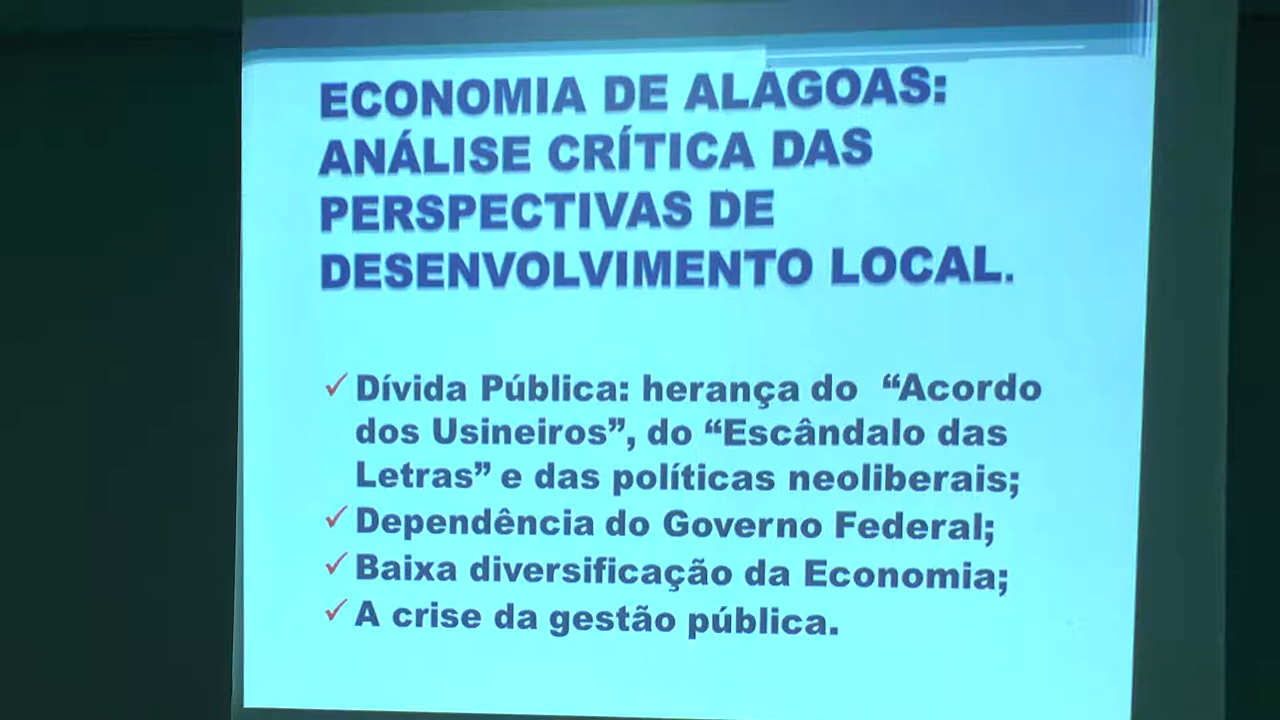 ECONOMIA DE ALAGOAS:
ANÁLISE CRÍTICA DAS
PERSPECTIVAS DE
DESENVOLVIMENTO LOCAL.
✓ Dívida Pública: herança do “Acordo
dos Usineiros”, do “Escândalo das
Letras” e das políticas neoliberais;
✓ Dependência do Governo Federal;
✓ Baixa diversificação da Economia;
✓ A crise da gestão pública.